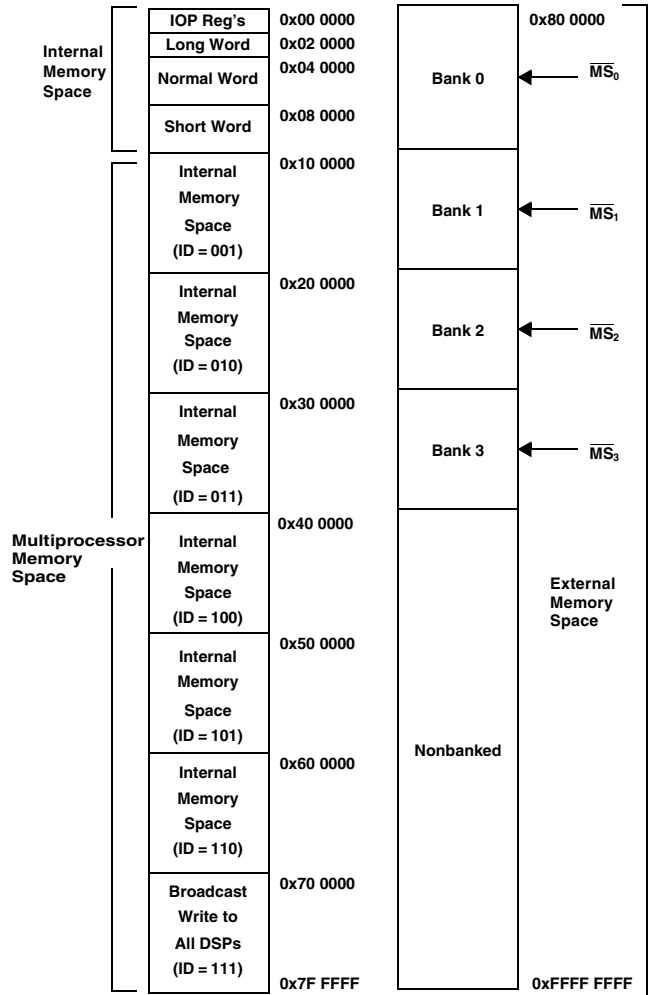 Internal
Memory
Space
IOP Reg's
0x00 0000
Long Word
0x02 0000
Normal Word
0x04 0000
Short Word
0x08 0000
Multiprocessor
Memory
Space
Internal
Memory
Space
(ID = 001)
0x10 0000
Internal
Memory
Space
(ID = 010)
0x20 0000
Internal
Memory
Space
(ID = 011)
0x30 0000
Internal
Memory
Space
(ID = 100)
0x40 0000
Internal
Memory
Space
(ID = 101)
0x50 0000
Internal
Memory
Space
(ID = 110)
0x60 0000
Broadcast
Write to
All DSPs
(ID = 111)
0x70 0000
0x7F FFFF
0x80 0000
Bank 0
MS0
Bank 1
MS1
Bank 2
MS2
Bank 3
MS3
Nonbanked
External
Memory
Space
0xFFFF FFFF